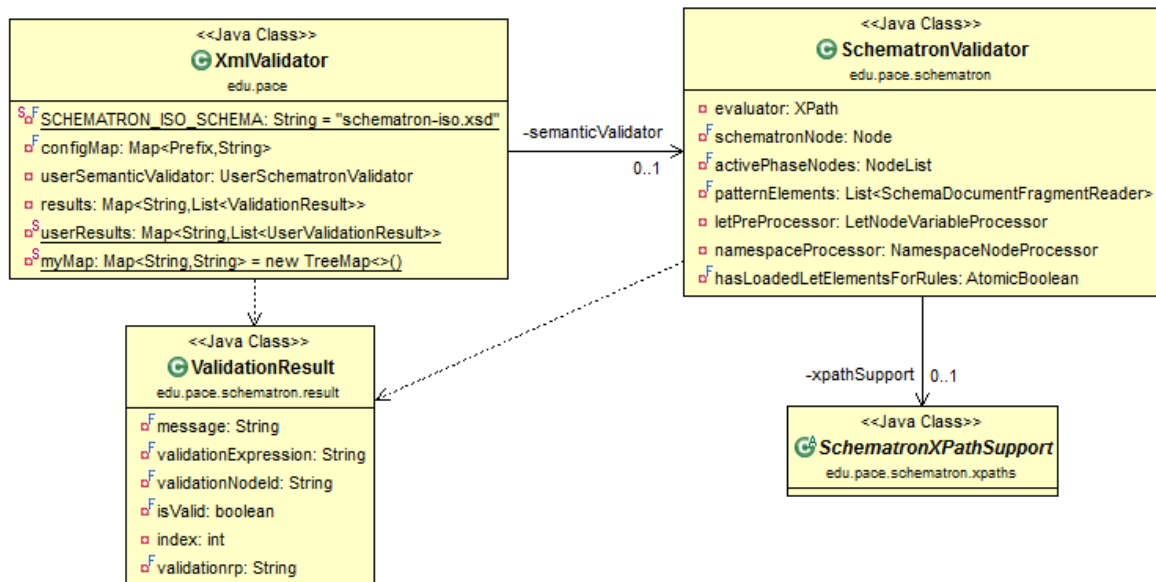 <<Java Class>>
XmlValidator
edu.pace
SCHEMATRON_ISO_SCHEMA: String = "schematron-iso.xsd"
configMap: Map<Prefix,String>
userSemanticValidator: UserSchematronValidator
results: Map<String,List<ValidationResult>>
userResults: Map<String,List<UserValidationResult>>
myMap: Map<String,String> = new TreeMap<>()
-semanticValidator
0..1
<<Java Class>>
SchematronValidator
edu.pace.schematron
evaluator: XPath
schematronNode: Node
activePhaseNodes: NodeList
patternElements: List<SchemaDocumentFragmentReader>
letPreProcessor: LetNodeVariableProcessor
namespaceProcessor: NamespaceNodeProcessor
hasLoadedLetElementsForRules: AtomicBoolean
<<Java Class>>
ValidationResult
edu.pace.schematron.result
message: String
validationExpression: String
validationNodeId: String
isValid: boolean
index: int
validationrp: String
-xpathSupport
0..1
<<Java Class>>
SchematronXPathSupport
edu.pace.schematron.xpaths